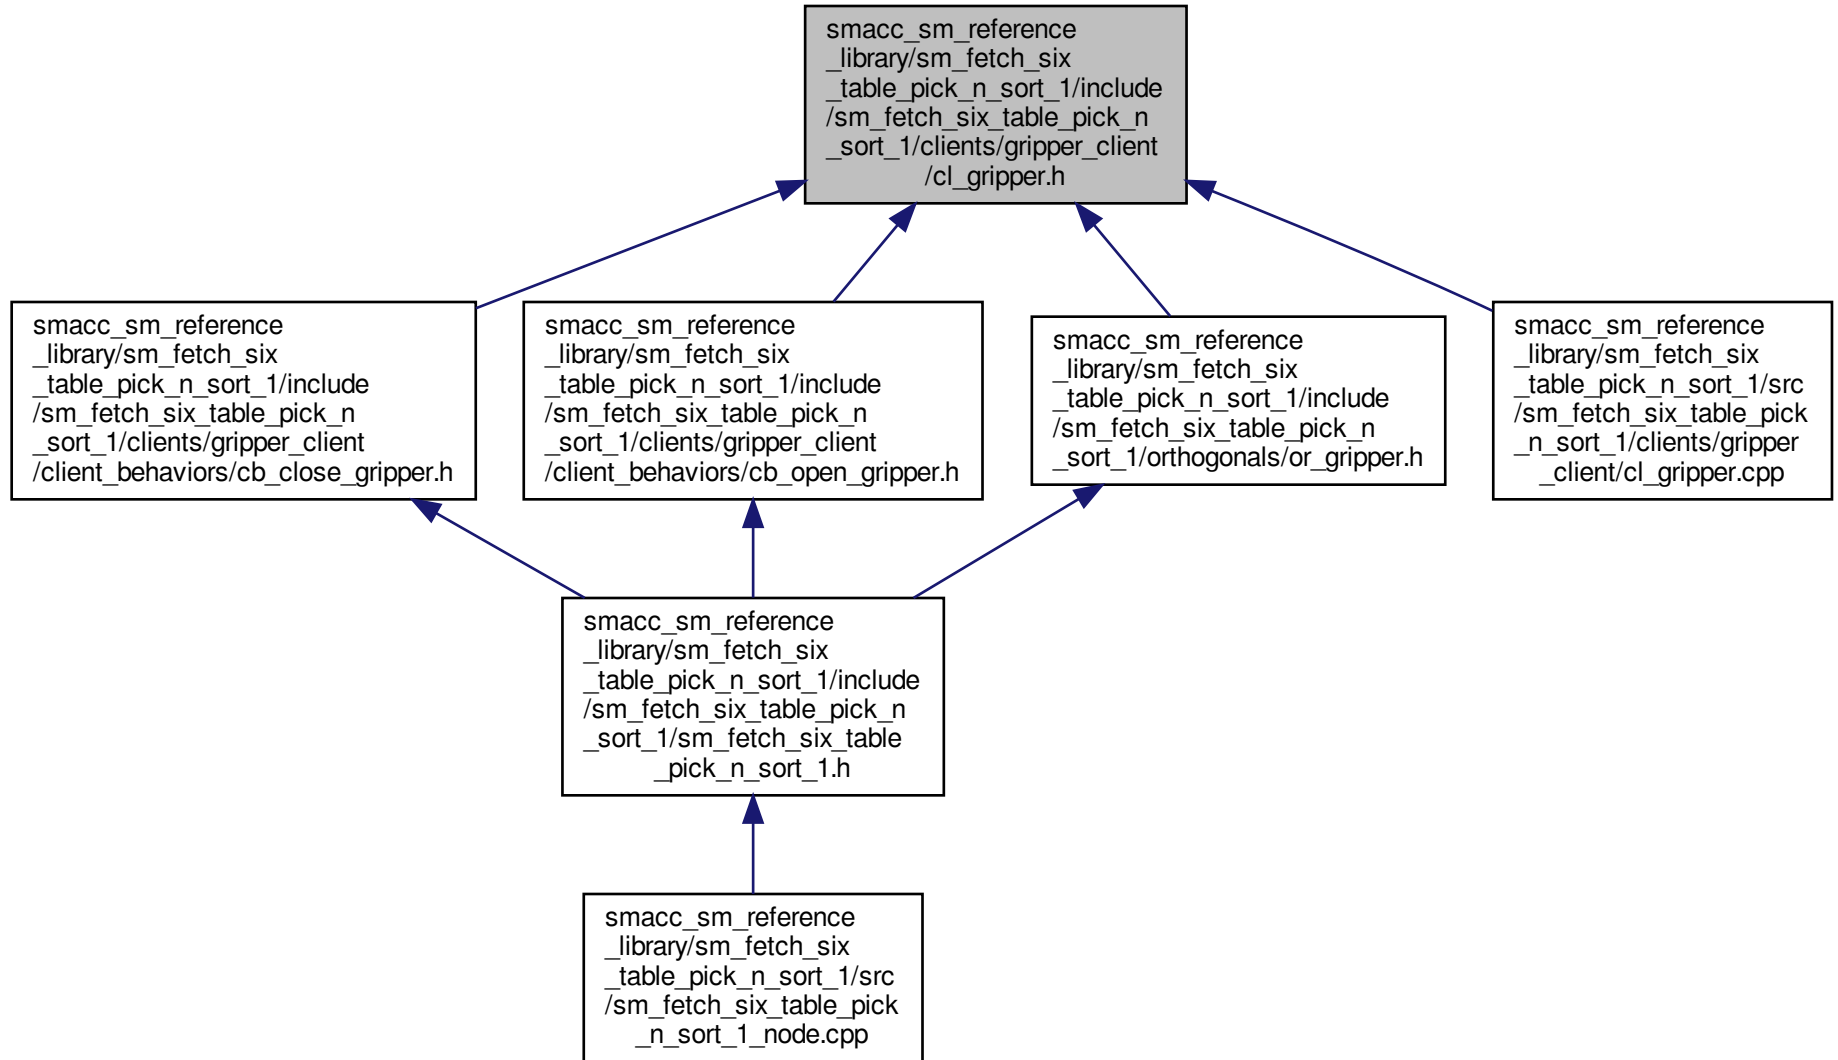 smacc_sm_reference
_library/sm_fetch_six
_table_pick_n_sort_1/include
/sm_fetch_six_table_pick_n
_sort_1/clients/gripper_client
/cl_gripper.h
smacc_sm_reference
_library/sm_fetch_six
_table_pick_n_sort_1/include
/sm_fetch_six_table_pick_n
_sort_1/clients/gripper_client
/client_behaviors/cb_close_gripper.h
smacc_sm_reference
_library/sm_fetch_six
_table_pick_n_sort_1/include
/sm_fetch_six_table_pick_n
_sort_1/clients/gripper_client
/client_behaviors/cb_open_gripper.h
smacc_sm_reference
_library/sm_fetch_six
_table_pick_n_sort_1/include
/sm_fetch_six_table_pick_n
_sort_1/orthogonals/or_gripper.h
smacc_sm_reference
_library/sm_fetch_six
_table_pick_n_sort_1/src
/sm_fetch_six_table_pick
_n_sort_1/clients/gripper
_client/cl_gripper.cpp
smacc_sm_reference
_library/sm_fetch_six
_table_pick_n_sort_1/include
/sm_fetch_six_table_pick_n
_sort_1/sm_fetch_six_table
_pick_n_sort_1.h
smacc_sm_reference
_library/sm_fetch_six
_table_pick_n_sort_1/src
/sm_fetch_six_table_pick
_n_sort_1_node.cpp